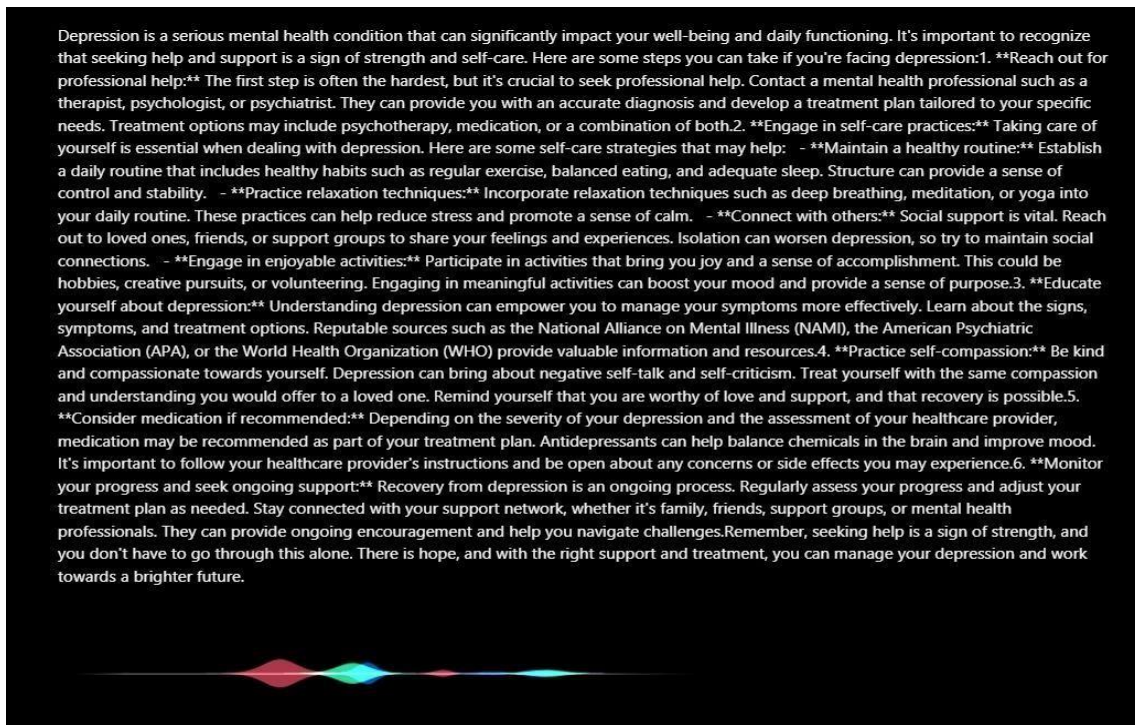 Depression is a serious mental health condition that can significantly impact your well-being and daily functioning. It's important to recognize
that seeking help and support is a sign of strength and self-care. Here are some steps you can take if you're facing depression:1. **Reach out for
professional help:** The first step is often the hardest, but it's crucial to seek professional help. Contact a mental health professional such as a
therapist, psychologist, or psychiatrist. They can provide you with an accurate diagnosis and develop a treatment plan tailored to your specific
needs. Treatment options may include psychotherapy, medication, or a combination of both.2. **Engage in self-care practices:** Taking care of
yourself is essential when dealing with depression. Here are some self-care strategies that may help:   - **Maintain a healthy routine:** Establish
a daily routine that includes healthy habits such as regular exercise, balanced eating, and adequate sleep. Structure can provide a sense of
control and stability.   - **Practice relaxation techniques:** Incorporate relaxation techniques such as deep breathing, meditation, or yoga into
your daily routine. These practices can help reduce stress and promote a sense of calm.   - **Connect with others:** Social support is vital. Reach
out to loved ones, friends, or support groups to share your feelings and experiences. Isolation can worsen depression, so try to maintain social
connections.   - **Engage in enjoyable activities:** Participate in activities that bring you joy and a sense of accomplishment. This could be
hobbies, creative pursuits, or volunteering. Engaging in meaningful activities can boost your mood and provide a sense of purpose.3. **Educate
yourself about depression:** Understanding depression can empower you to manage your symptoms more effectively. Learn about the signs,
symptoms, and treatment options. Reputable sources such as the National Alliance on Mental Illness (NAMI), the American Psychiatric
Association (APA), or the World Health Organization (WHO) provide valuable information and resources.4. **Practice self-compassion:** Be kind
and compassionate towards yourself. Depression can bring about negative self-talk and self-criticism. Treat yourself with the same compassion
and understanding you would offer to a loved one. Remind yourself that you are worthy of love and support, and that recovery is possible.5.
**Consider medication if recommended:** Depending on the severity of your depression and the assessment of your healthcare provider,
medication may be recommended as part of your treatment plan. Antidepressants can help balance chemicals in the brain and improve mood.
It's important to follow your healthcare provider's instructions and be open about any concerns or side effects you may experience.6. **Monitor
your progress and seek ongoing support:** Recovery from depression is an ongoing process. Regularly assess your progress and adjust your
treatment plan as needed. Stay connected with your support network, whether it's family, friends, support groups, or mental health
professionals. They can provide ongoing encouragement and help you navigate challenges.Remember, seeking help is a sign of strength, and
you don't have to go through this alone. There is hope, and with the right support and treatment, you can manage your depression and work
towards a brighter future.